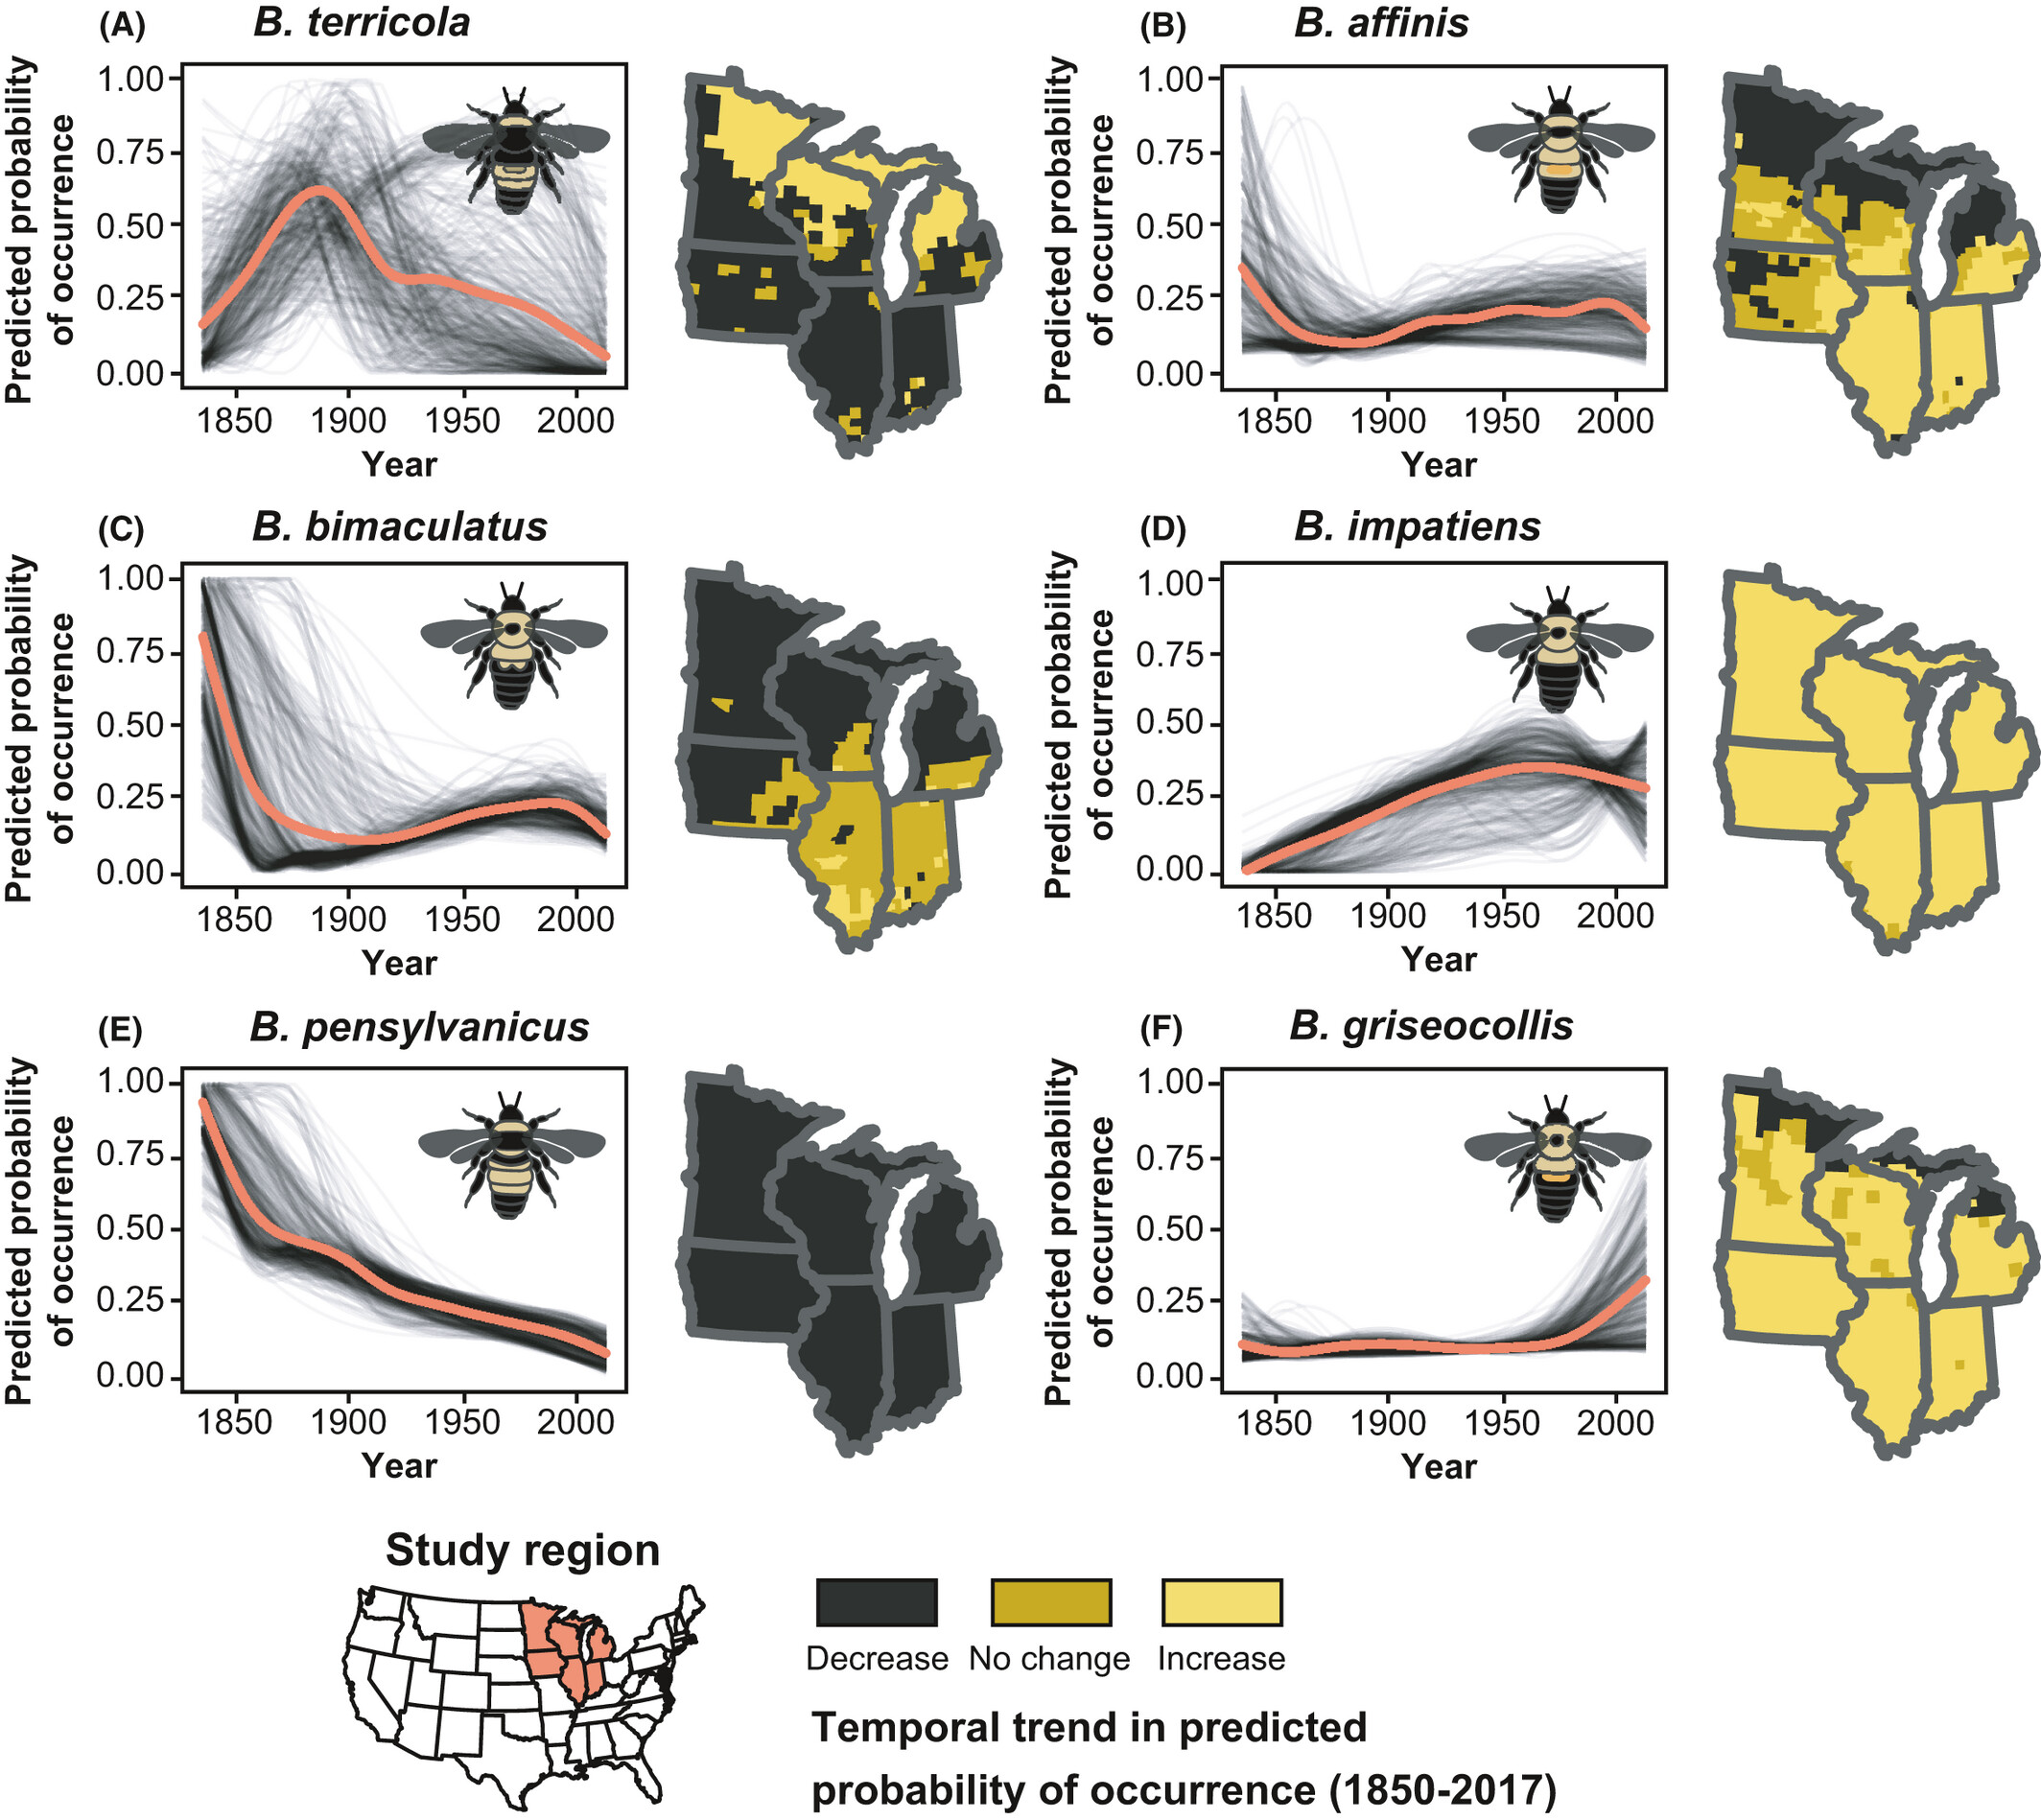 (A) B. terricola
Predicted probability
of occurrence
1.00
0.75
0.50
0.25
0.00
1850 1900 1950 2000
Year
(B) B. affinis
Predicted probability
of occurrence
1.00
0.75
0.50
0.25
0.00
1850 1900 1950 2000
Year
(C) B. bimaculatus
Predicted probability
of occurrence
1.00
0.75
0.50
0.25
0.00
1850 1900 1950 2000
Year
(D) B. impatiens
Predicted probability
of occurrence
1.00
0.75
0.50
0.25
0.00
1850 1900 1950 2000
Year
(E) B. pensylvanicus
Predicted probability
of occurrence
1.00
0.75
0.50
0.25
0.00
1850 1900 1950 2000
Year
(F) B. griseocollis
Predicted probability
of occurrence
1.00
0.75
0.50
0.25
0.00
1850 1900 1950 2000
Year
Study region
Decrease No change Increase
Temporal trend in predicted
probability of occurrence (1850-2017)